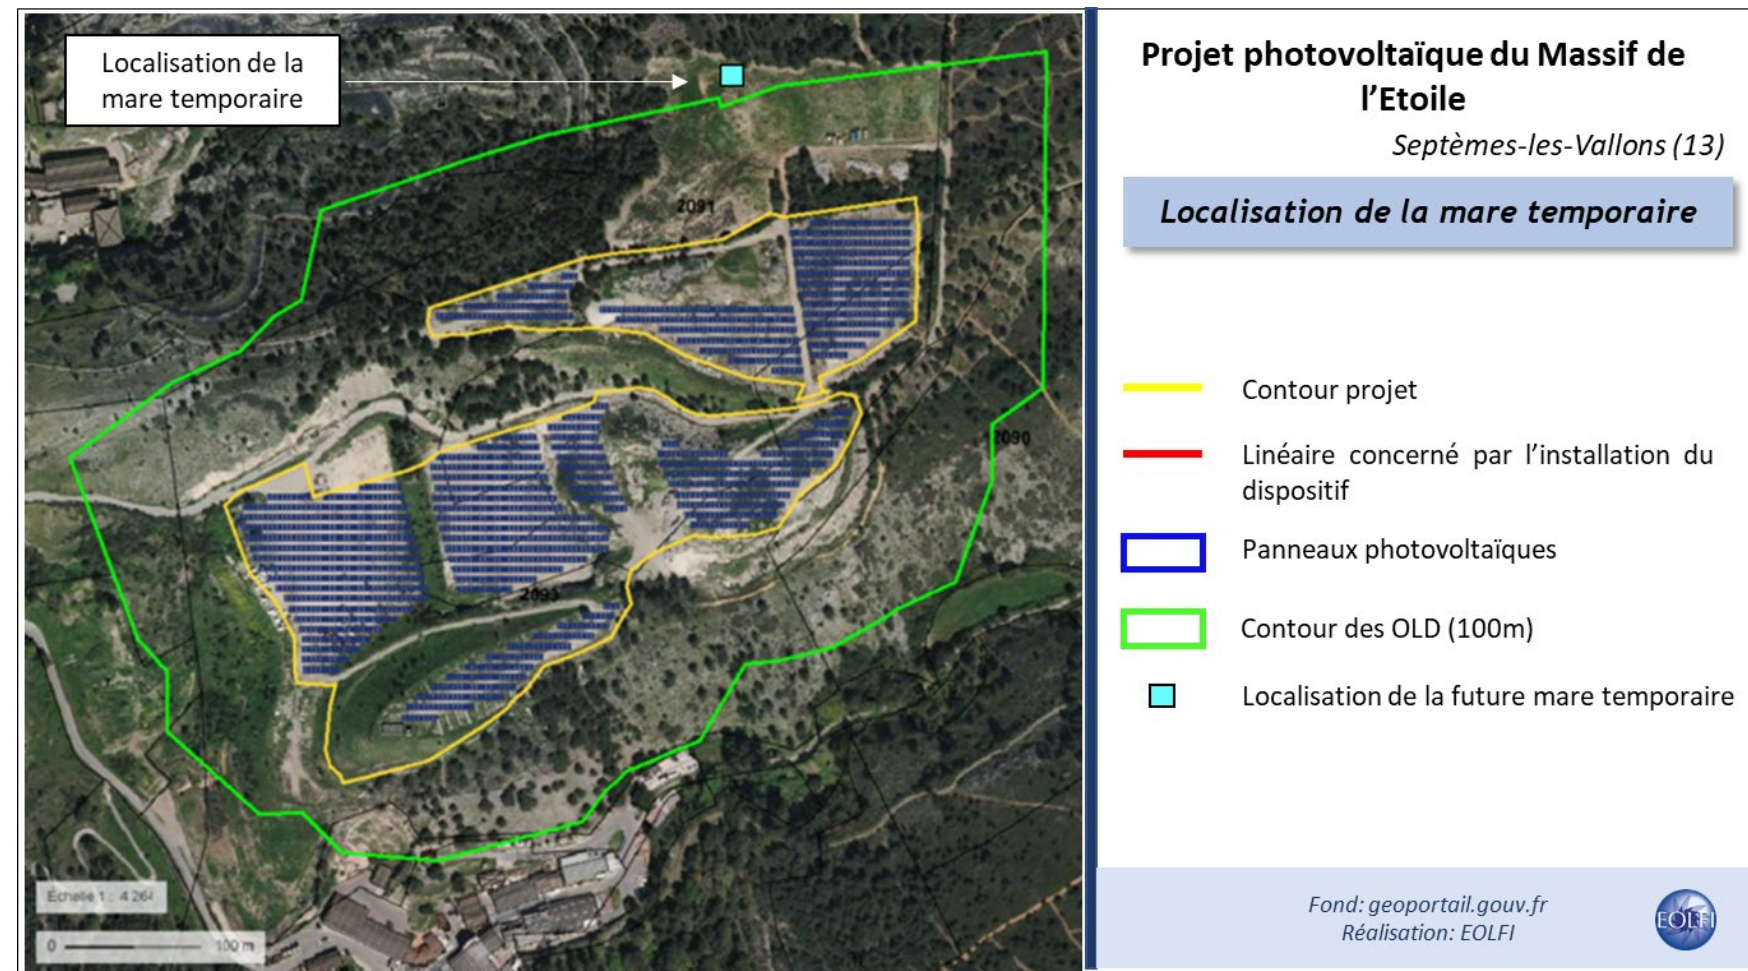 Localisation de la
mare temporaire
2091
2090
2093
Echelle 1 : 4 264
0 100 m
Projet photovoltaïque du Massif de
l'Etoile
Septèmes-les-Vallons (13)
Localisation de la mare temporaire
Contour projet
Linéaire concerné par l'installation du
dispositif
Panneaux photovoltaïques
Contour des OLD (100m)
Localisation de la future mare temporaire
Fond: geoportail.gouv.fr
Réalisation: EOLFI
EOLFI